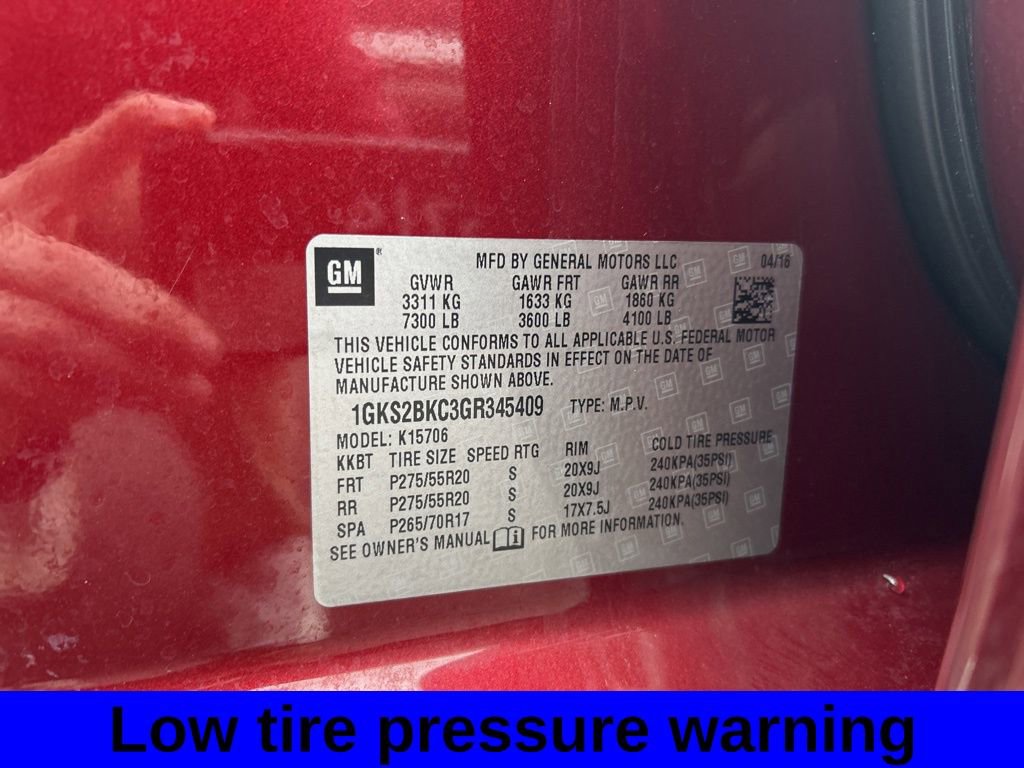 GM ®
MFD BY GENERAL MOTORS LLC 04/16
GVWR GAWR FRT GAWR RR
3311 KG 1633 KG 1860 KG
7300 LB 3600 LB 4100 LB
THIS VEHICLE CONFORMS TO ALL APPLICABLE U.S. FEDERAL MOTOR
VEHICLE SAFETY STANDARDS IN EFFECT ON THE DATE OF
MANUFACTURE SHOWN ABOVE.
1GKS2BKC3GR345409 TYPE: M.P.V.
MODEL: K15706
KKBT TIRE SIZE SPEED RTG RIM COLD TIRE PRESSURE
FRT P275/55R20 S 20X9J 240KPA(35PSI)
RR P275/55R20 S 20X9J 240KPA(35PSI)
SPA P265/70R17 S 17X7.5J 240KPA(35PSI)
SEE OWNER'S MANUAL i FOR MORE INFORMATION.
Low tire pressure warning